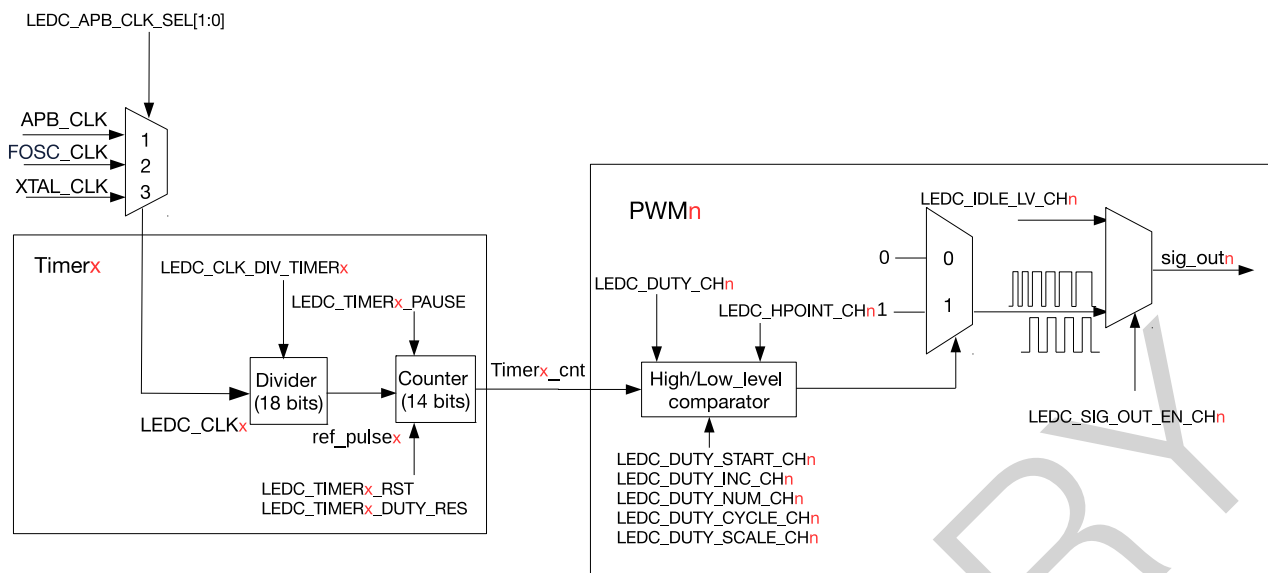 LEDC_APB_CLK_SEL[1:0]
APB_CLK
FOSC_CLK
XTAL_CLK
1
2
3
Timerx
LEDC_CLK_DIV_TIMERx
LEDC_TIMERx_PAUSE
Divider
(18 bits)
Counter
(14 bits)
LEDC_CLKx
ref_pulsex
LEDC_TIMERx_RST
LEDC_TIMERx_DUTY_RES
Timerx_cnt
PWMn
LEDC_DUTY_CHn
LEDC_HPOINT_CHn
High/Low_level
comparator
LEDC_DUTY_START_CHn
LEDC_DUTY_INC_CHn
LEDC_DUTY_NUM_CHn
LEDC_DUTY_CYCLE_CHn
LEDC_DUTY_SCALE_CHn
0
1
0
1
LEDC_IDLE_LV_CHn
sig_outn
LEDC_SIG_OUT_EN_CHn
RY